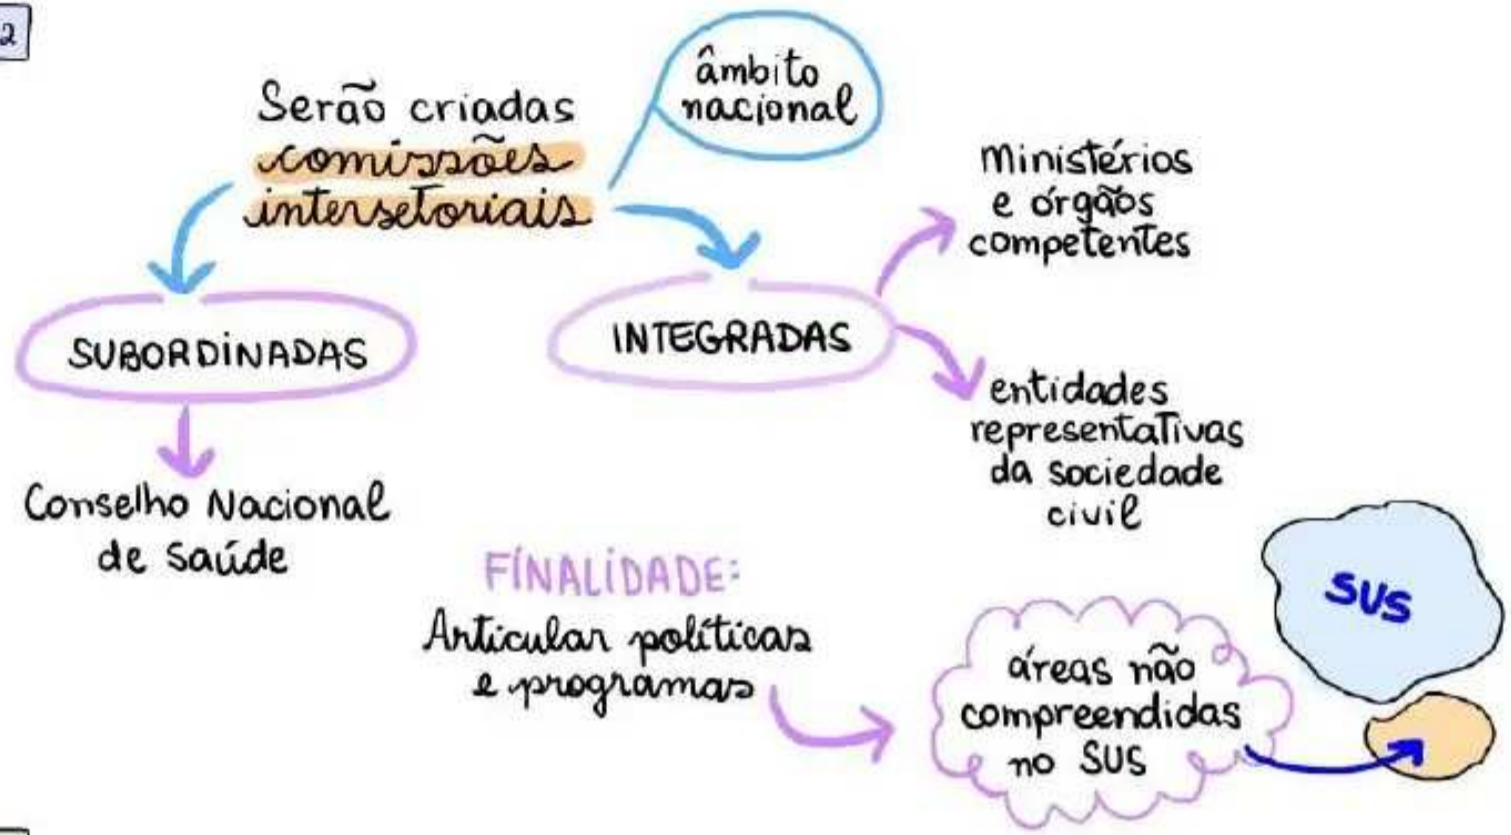 2
Serão criadas
comissões
intersetoriais
âmbito
nacional
SUBORDINADAS
Conselho Nacional
de Saúde
INTEGRADAS
Ministérios
e órgãos
competentes
entidades
representativas
da sociedade
civil
FINALIDADE:
Articular políticas
e programas
áreas não
compreendidas
no SUS
SUS